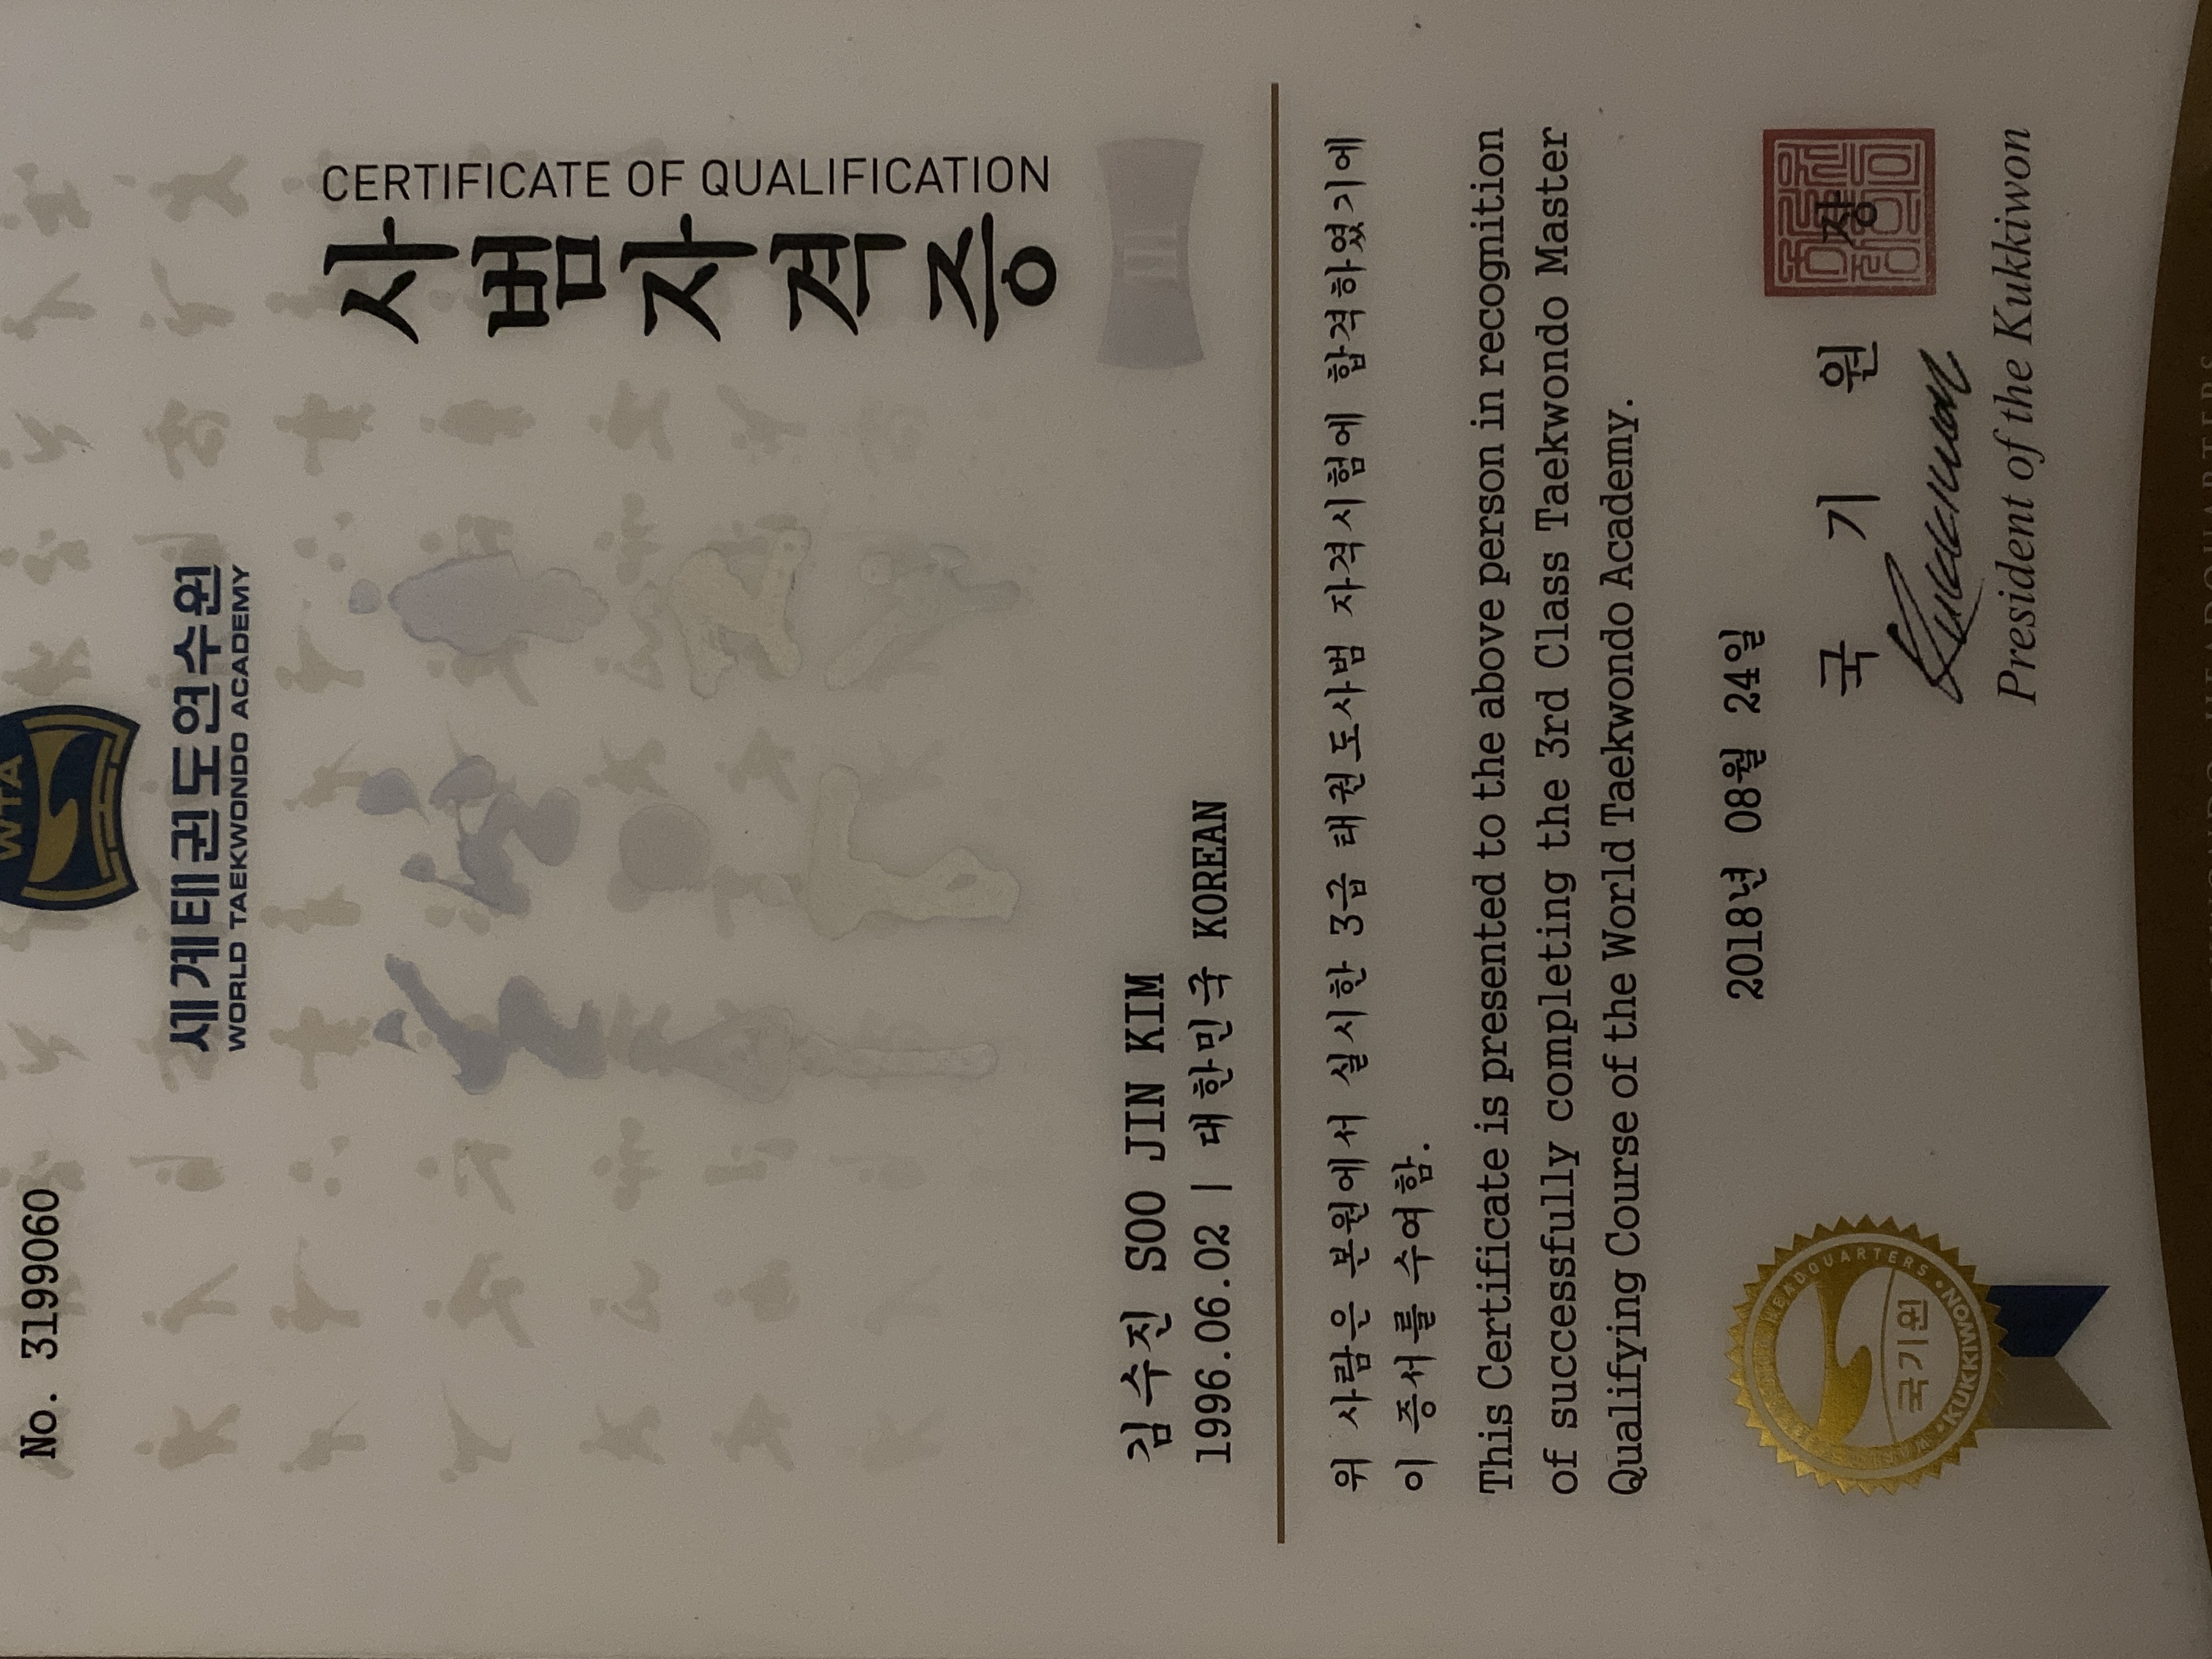 No. 3199060
WTA
세계태권도연수원
WORLD TAEKWONDO ACADEMY
CERTIFICATE OF QUALIFICATION
사범자격증
김수진 SOO JIN KIM
1996.06.02 | 대한민국 KOREAN
위 사람은 본원에서 실시한 3급 태권도사범 자격시험에 합격하였기에
이 증서를 수여함.
This Certificate is presented to the above person in recognition
of successfully completing the 3rd Class Taekwondo Master
Qualifying Course of the World Taekwondo Academy.
2018년 08월 24일
국 기 원 장
President of the Kukkiwon
HEADQUARTERS • KUKKIWON •
국기원